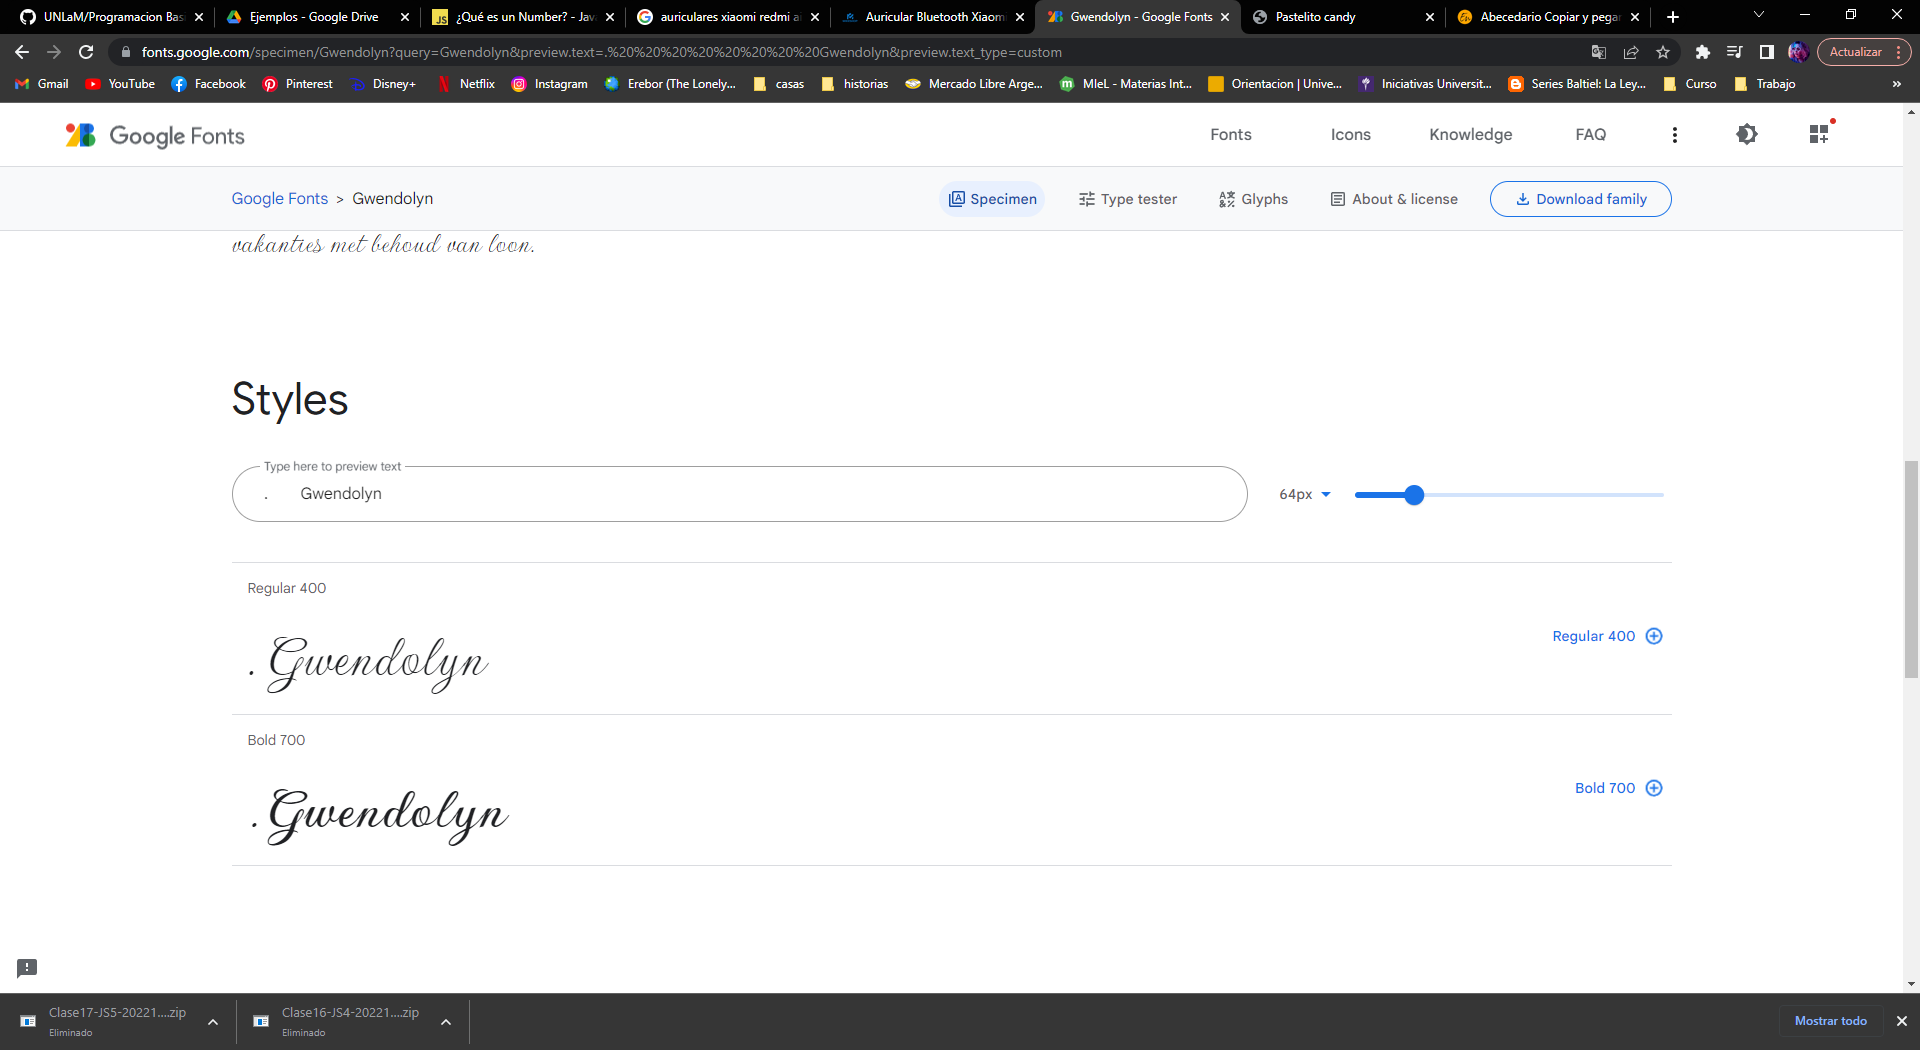 UNLaM/Programacion Bas
Ejemplos - Google Drive
¿Qué es un Number? - Jav
auriculares xiaomi redmi ai
Auricular Bluetooth Xiaom
Gwendolyn - Google Fonts
Pastelito candy
Abecedario Copiar y pegar
fonts.google.com/specimen/Gwendolyn?query=Gwendolyn&preview.text=.%20%20%20%20%20%20%20%20Gwendolyn&preview.text_type=custom
Actualizar
Gmail
YouTube
Facebook
Pinterest
Disney+
Netflix
Instagram
Erebor (The Lonely...
casas
historias
Mercado Libre Arge...
MIeL - Materias Int...
Orientacion | Unive...
Iniciativas Universit...
Series Baltiel: La Ley...
Curso
Trabajo
»
Google Fonts
Fonts
Icons
Knowledge
FAQ
Google Fonts > Gwendolyn
Specimen
Type tester
Glyphs
About & license
Download family
vakanties met behoud van loon.
Styles
Type here to preview text
. Gwendolyn
64px
Regular 400
. Gwendolyn
Regular 400
Bold 700
. Gwendolyn
Bold 700
Clase17-JS5-20221....zip
Eliminado
Clase16-JS4-20221....zip
Eliminado
Mostrar todo